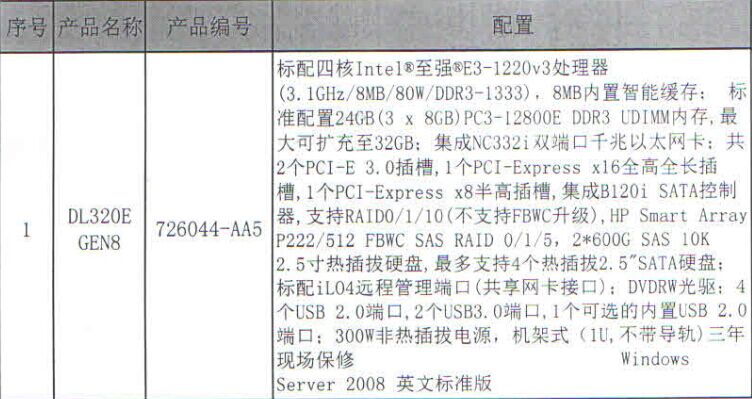 序号 产品名称 产品编号 配置
标配四核Intel®至强®E3-1220v3处理器
(3.1GHz/8MB/80W/DDR3-1333), 8MB内置智能缓存; 标
准配置24GB(3 x 8GB)PC3-12800E DDR3 UDIMM内存,最
大可扩充至32GB; 集成NC332i双端口千兆以太网卡; 共
2个PCI-E 3.0插槽,1个PCI-Express x16全高全长插
槽,1个PCI-Express x8半高插槽,集成B120i SATA控制
1 DL320E 726044-AA5 器,支持RAID0/1/10(不支持FBWC升级),HP Smart Array
GEN8 P222/512 FBWC SAS RAID 0/1/5, 2*600G SAS 10K
2.5寸热插拔硬盘,最多支持4个热插拔2.5"SATA硬盘;
标配iLO4远程管理端口(共享网卡接口); DVDRW光驱; 4
个USB 2.0端口,2个USB3.0端口,1个可选的内置USB 2.0
端口; 300W非热插拔电源, 机架式 (1U,不带导轨)三年
现场保修 Windows
Server 2008 英文标准版